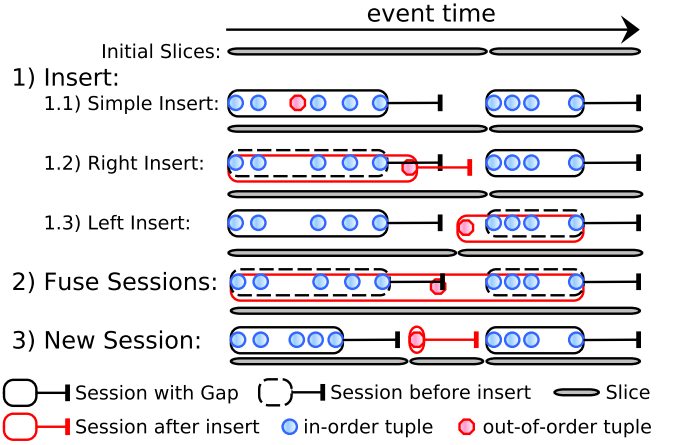 event time
Initial Slices:
1) Insert:
1.1) Simple Insert:
1.2) Right Insert:
1.3) Left Insert:
2) Fuse Sessions:
3) New Session:
Session with Gap Session before insert Slice
Session after insert in-order tuple out-of-order tuple